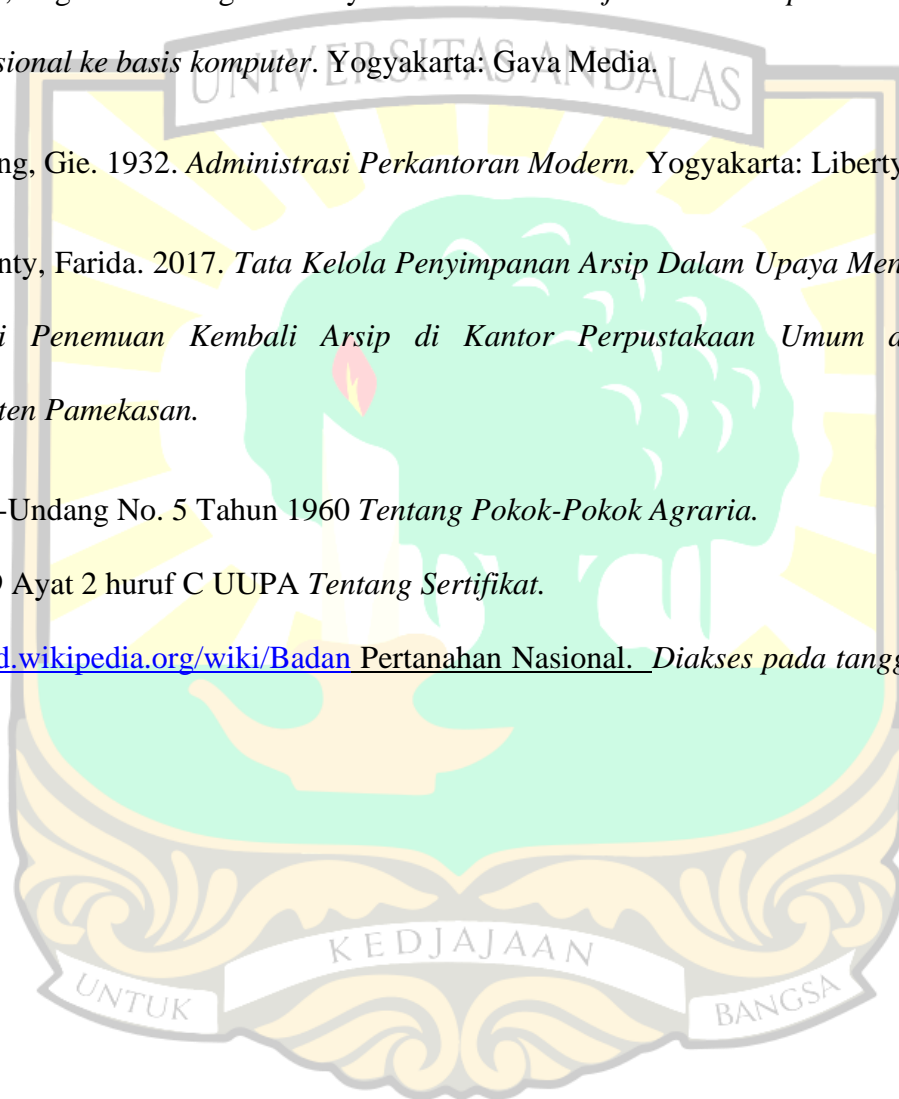 sional ke basis komputer. Yogyakarta: Gava Media.
UNIVERSITAS ANDALAS
ng, Gie. 1932. Administrasi Perkantoran Modern. Yogyakarta: Liberty
nty, Farida. 2017. Tata Kelola Penyimpanan Arsip Dalam Upaya Men
i Penemuan Kembali Arsip di Kantor Perpustakaan Umum d
ten Pamekasan.
-Undang No. 5 Tahun 1960 Tentang Pokok-Pokok Agraria.
9 Ayat 2 huruf C UUPA Tentang Sertifikat.
d.wikipedia.org/wiki/Badan Pertanahan Nasional. Diakses pada tangg
KEDJAJAAN
UNTUK BANGSA